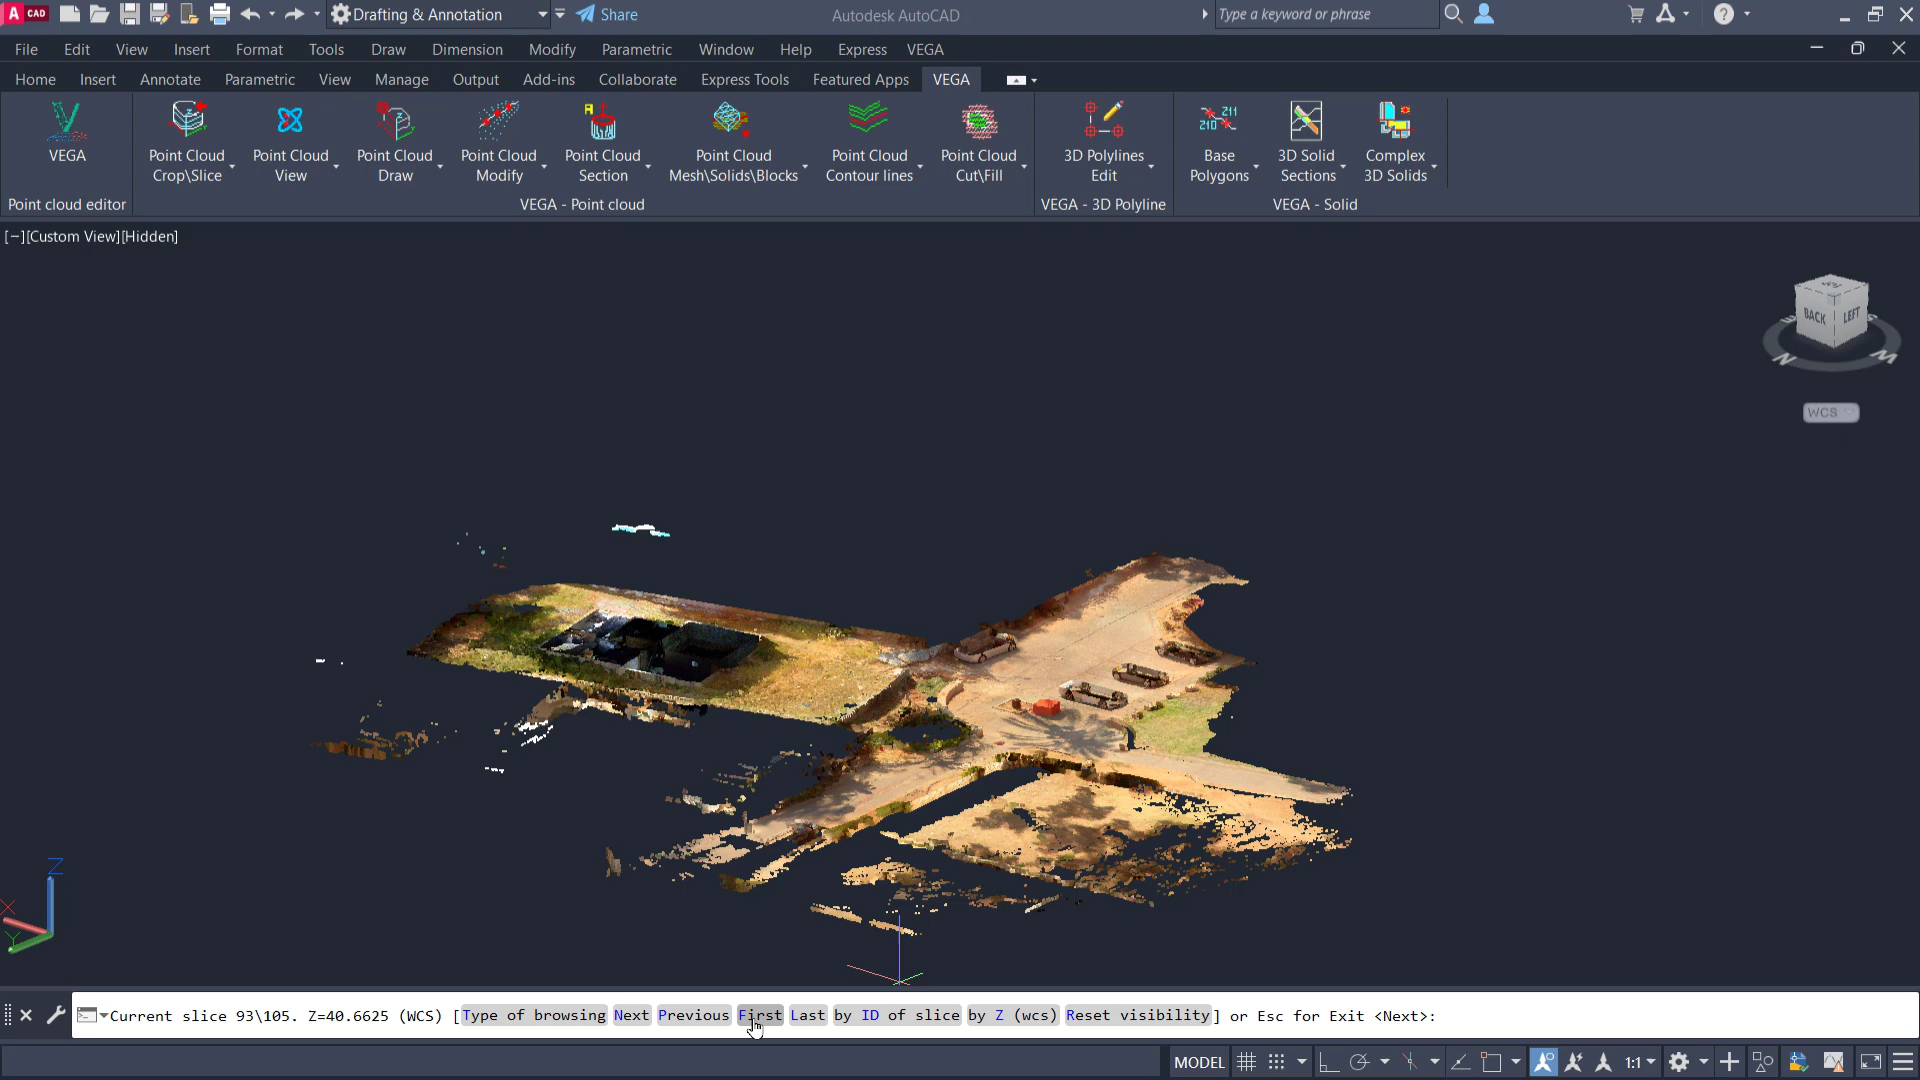 A CAD
Drafting & Annotation
Share
Autodesk AutoCAD
Type a keyword or phrase
File Edit View Insert Format Tools Draw Dimension Modify Parametric Window Help Express VEGA
Home Insert Annotate Parametric View Manage Output Add-ins Collaborate Express Tools Featured Apps VEGA
VEGA
Point Cloud
Crop\Slice
Point Cloud
View
Point Cloud
Draw
Point Cloud
Modify
A
Point Cloud
Section
Point Cloud
Mesh\Solids\Blocks
Point Cloud
Contour lines
Point Cloud
Cut\Fill
3D Polylines
Edit
211
210
Base
Polygons
3D Solid
Sections
Complex
3D Solids
Point cloud editor
VEGA - Point cloud
VEGA - 3D Polyline
VEGA - Solid
[−][Custom View][Hidden]
BACK LEFT
N
WCS
Z
X
Y
Current slice 93\105. Z=40.6625 (WCS) [Type of browsing Next Previous First Last by ID of slice by Z (wcs) Reset visibility] or Esc for Exit <Next>:
MODEL 1:1